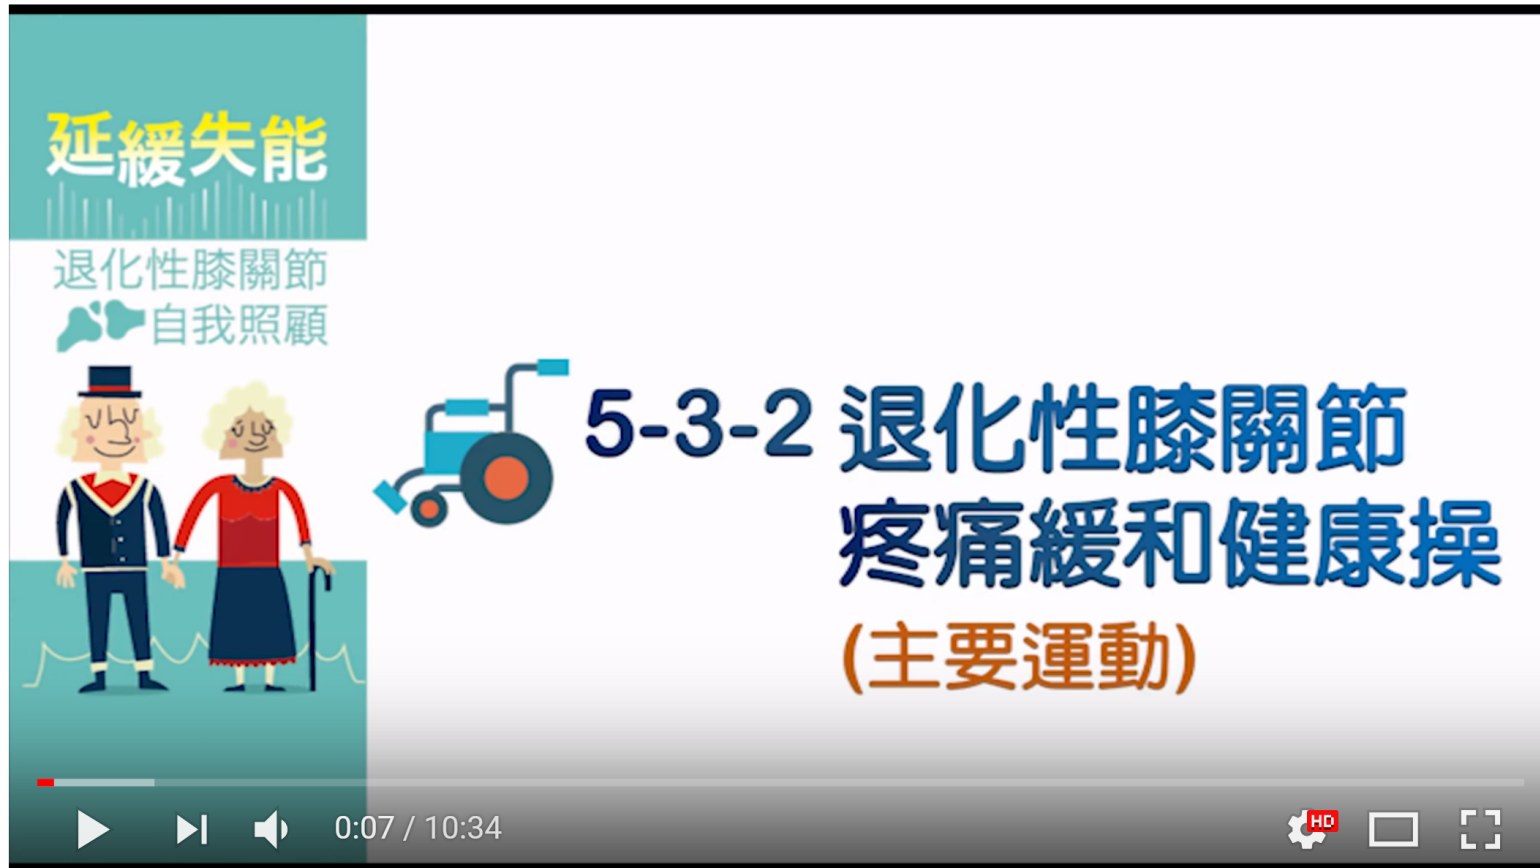 延緩失能
退化性膝關節
自我照顧
5-3-2 退化性膝關節
疼痛緩和健康操
(主要運動)
0:07 / 10:34
HD